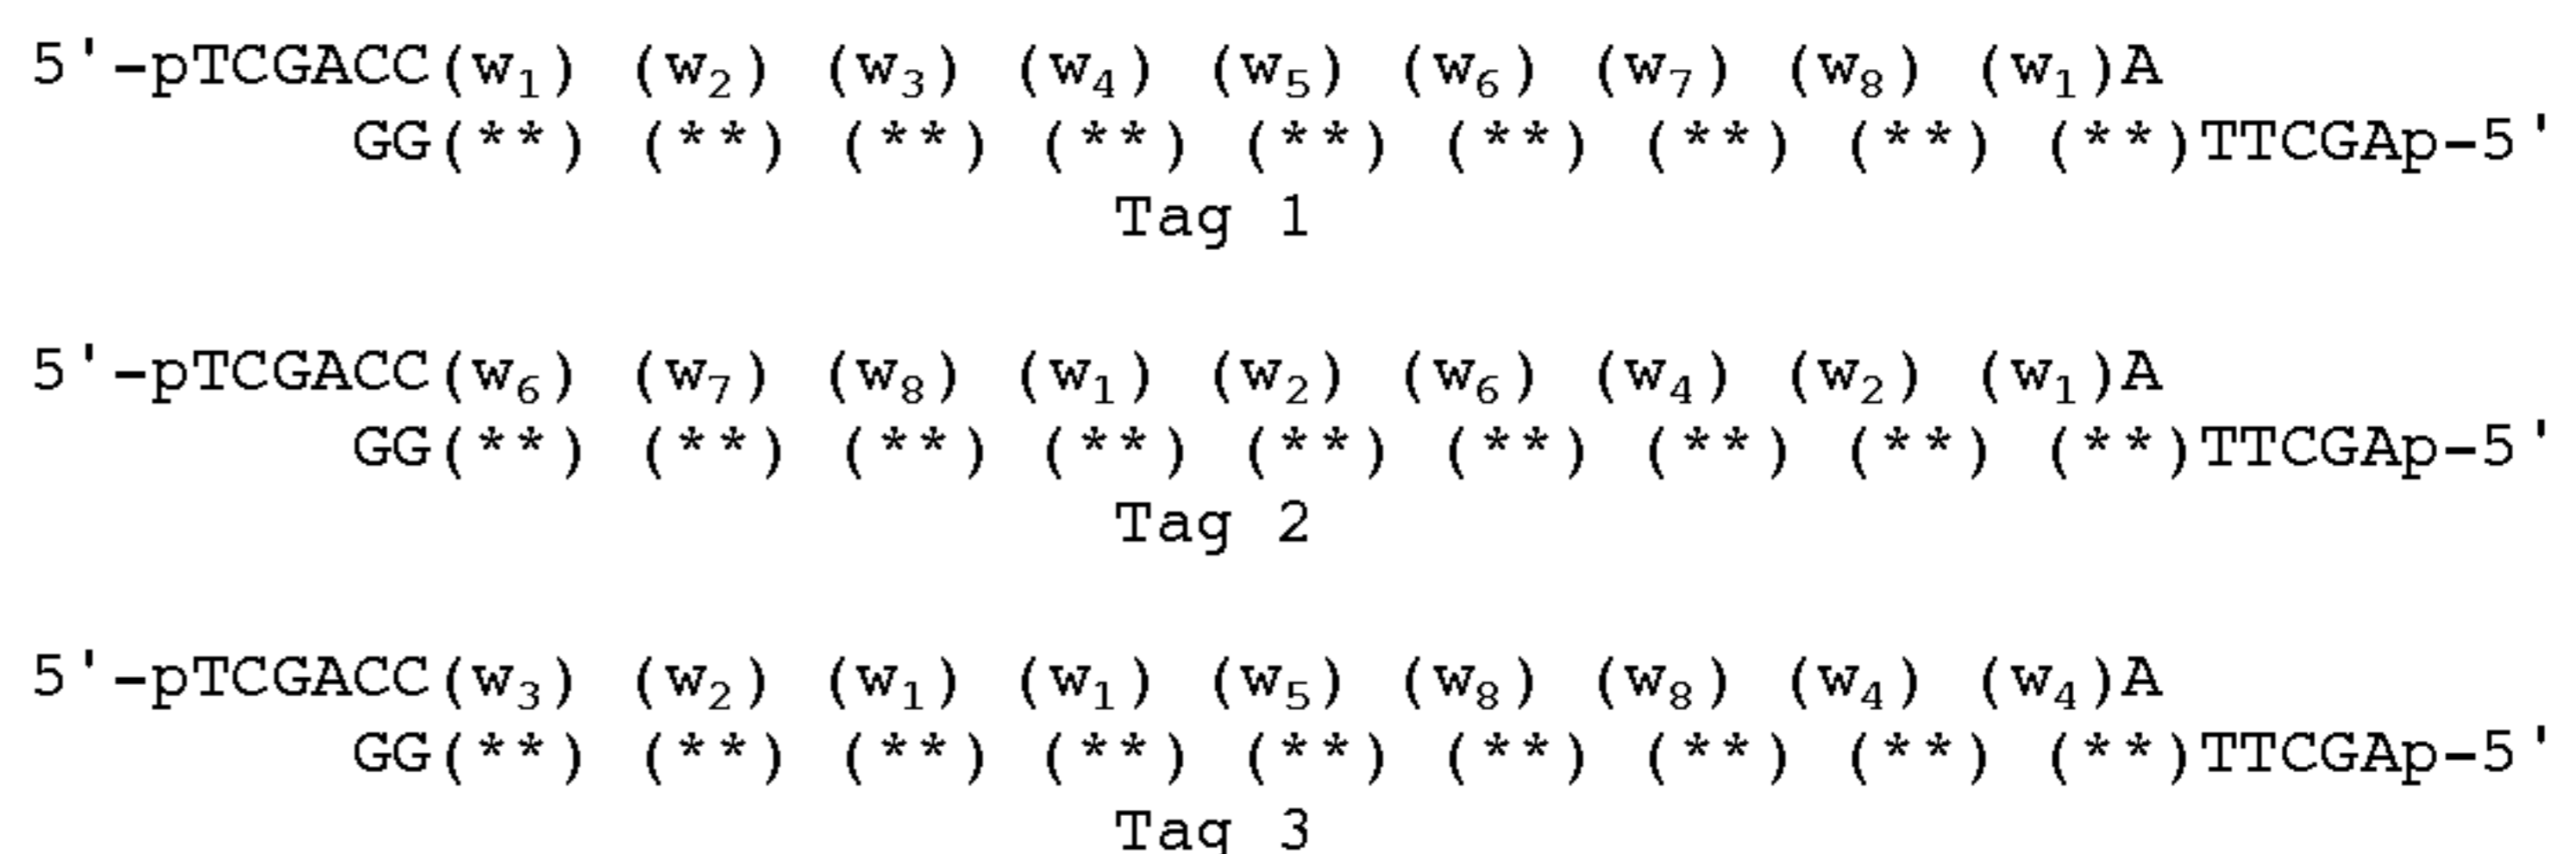 5'-pTCGACC(w₁) (w₂) (w₃) (w₄) (w₅) (w₆) (w₇) (w₈) (w₁)A
GG(**) (**) (**) (**) (**) (**) (**) (**) (**)TTCGAp-5'
Tag 1
5'-pTCGACC(w₆) (w₇) (w₈) (w₁) (w₂) (w₆) (w₄) (w₂) (w₁)A
GG(**) (**) (**) (**) (**) (**) (**) (**) (**)TTCGAp-5'
Tag 2
5'-pTCGACC(w₃) (w₂) (w₁) (w₁) (w₅) (w₈) (w₈) (w₄) (w₄)A
GG(**) (**) (**) (**) (**) (**) (**) (**) (**)TTCGAp-5'
Tag 3